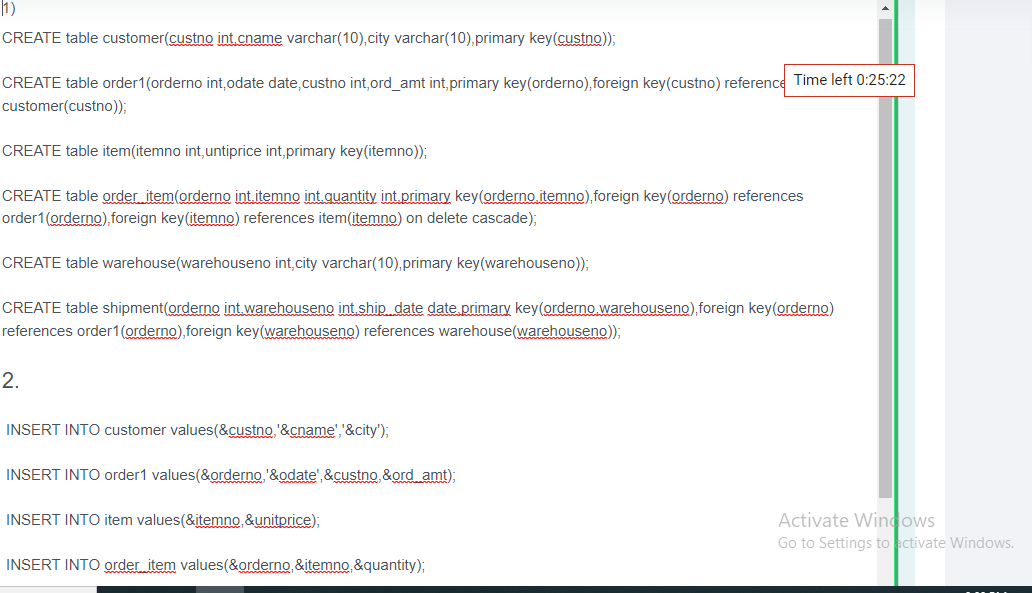 1)
CREATE table customer(custno int,cname varchar(10),city varchar(10),primary key(custno));
CREATE table order1(orderno int,odate date,custno int,ord_amt int,primary key(orderno),foreign key(custno) reference
Time left 0:25:22
customer(custno));
CREATE table item(itemno int,untiprice int,primary key(itemno));
CREATE table order_item(orderno int,itemno int,quantity int,primary key(orderno,itemno),foreign key(orderno) references
order1(orderno),foreign key(itemno) references item(itemno) on delete cascade);
CREATE table warehouse(warehouseno int,city varchar(10),primary key(warehouseno));
CREATE table shipment(orderno int,warehouseno int,ship_date date,primary key(orderno,warehouseno),foreign key(orderno)
references order1(orderno),foreign key(warehouseno) references warehouse(warehouseno));
2.
INSERT INTO customer values(&custno,'&cname','&city');
INSERT INTO order1 values(&orderno,'&odate',&custno,&ord_amt);
INSERT INTO item values(&itemno,&unitprice);
INSERT INTO order_item values(&orderno,&itemno,&quantity);
Activate Windows
Go to Settings to activate Windows.